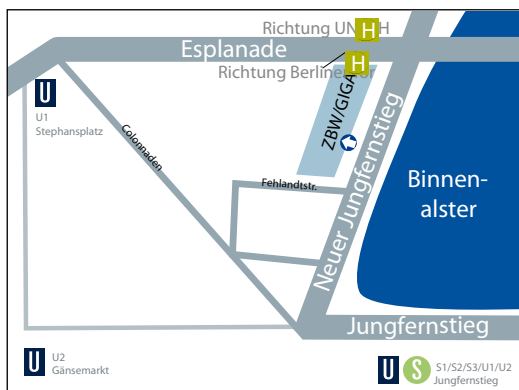 Richtung UN
H
H
Esplanade
H
Richtung Berliner
or
U
U1
Stephansplatz
Colonnaden
ZBW/GIGA
Fehlandtstr.
Neuer Jungfernstieg
Binnen-
alster
Jungfernstieg
U
U2
Gänsemarkt
U
S
S1/S2/S3/U1/U2
Jungfernstieg